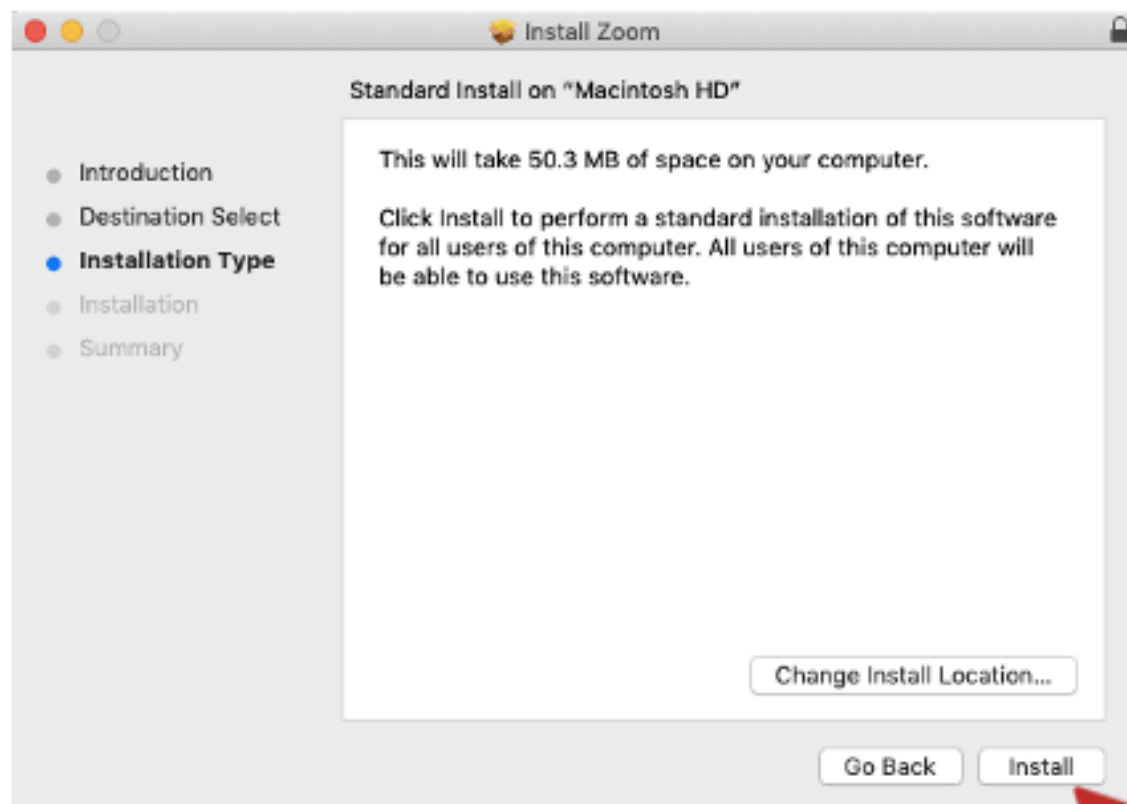 Install Zoom
Standard Install on “Macintosh HD”
Introduction
Destination Select
Installation Type
Installation
Summary
This will take 50.3 MB of space on your computer.
Click Install to perform a standard installation of this software
for all users of this computer. All users of this computer will
be able to use this software.
Change Install Location...
Go Back
Install